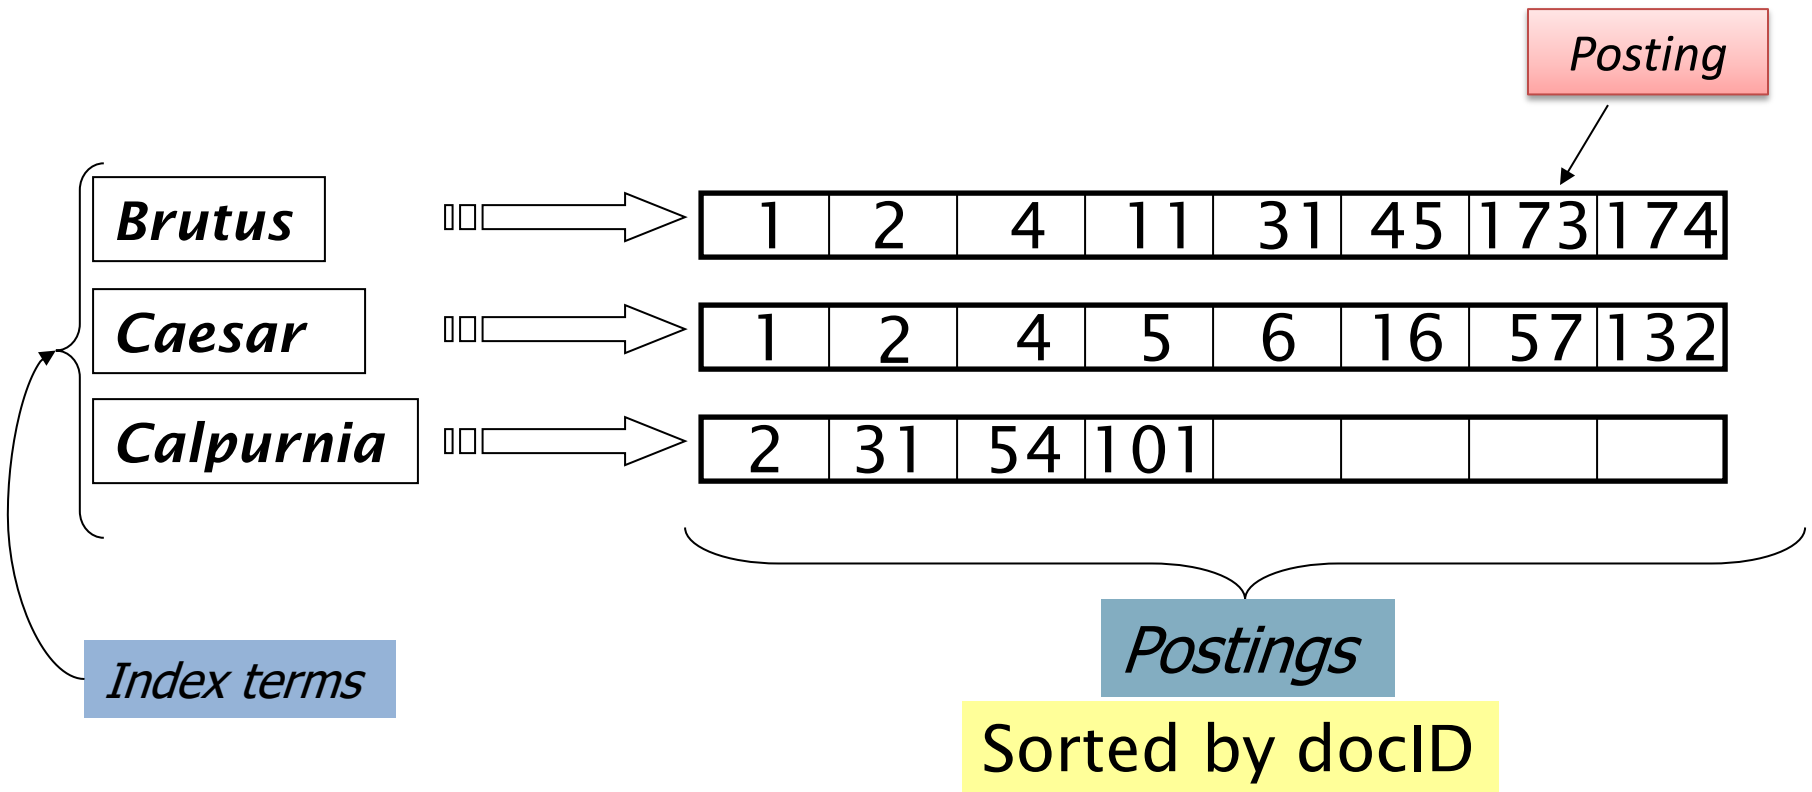 Posting
Brutus 1 2 4 11 31 45 173 174
Caesar 1 2 4 5 6 16 57 132
Calpurnia 2 31 54 101
Postings
Index terms
Sorted by docID